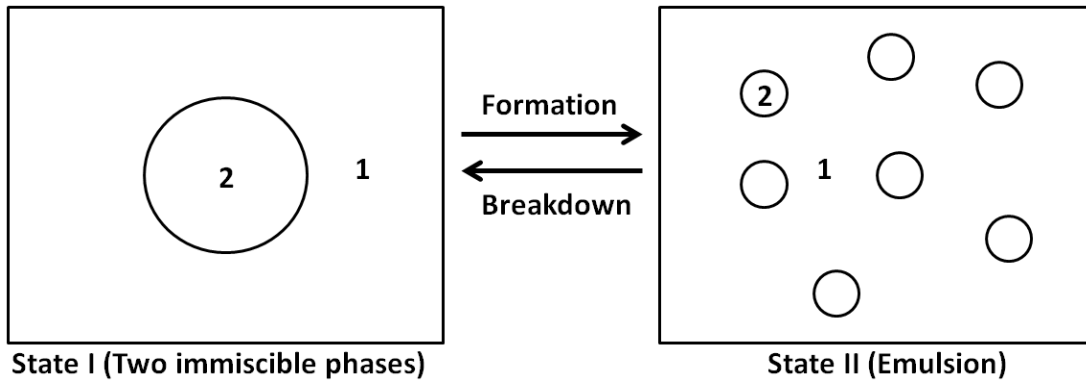 2
1
State I (Two immiscible phases)
Formation
Breakdown
2
1
State II (Emulsion)